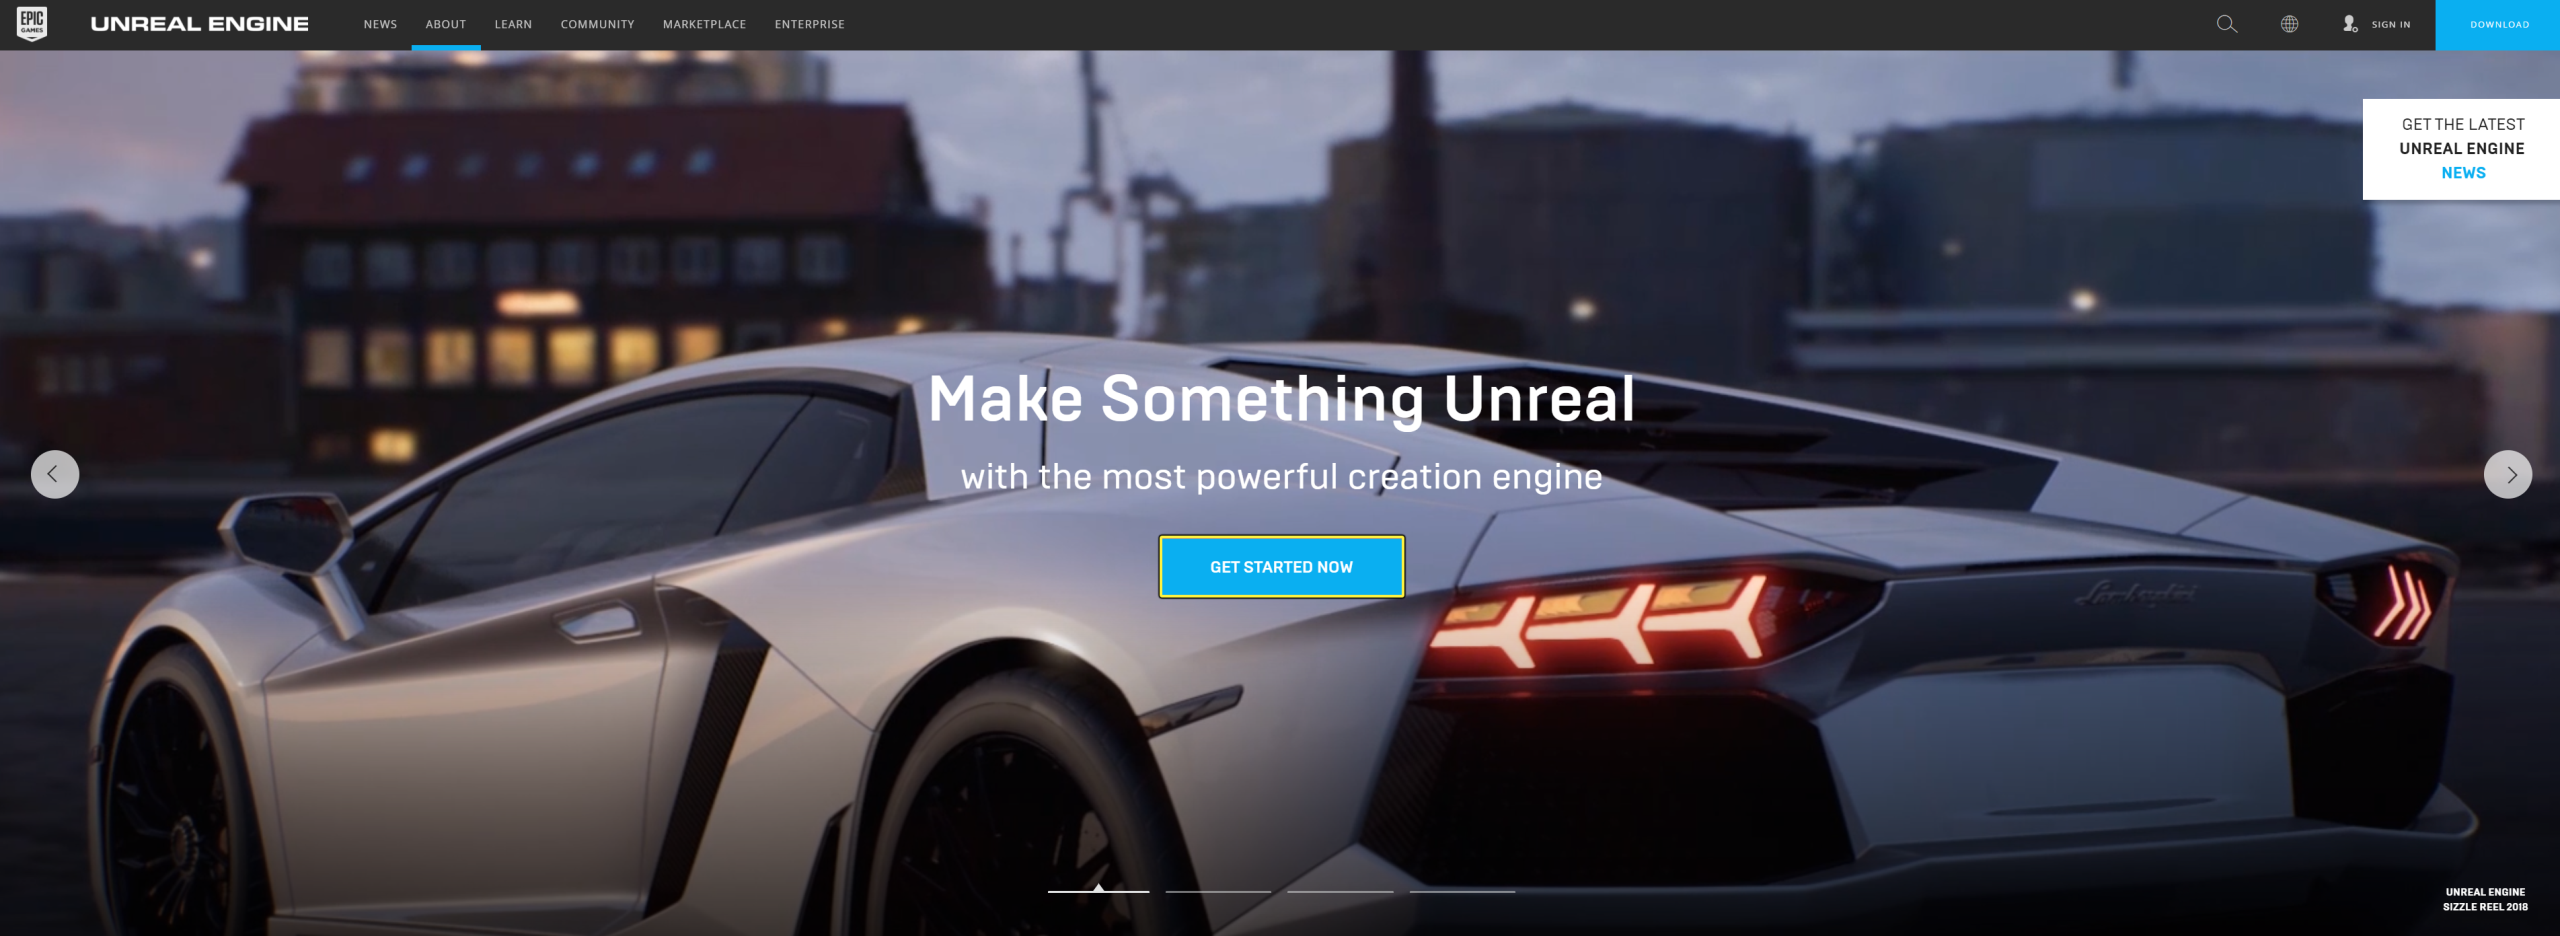 EPIC
GAMES
UNREAL ENGINE
NEWS
ABOUT
LEARN
COMMUNITY
MARKETPLACE
ENTERPRISE
SIGN IN
DOWNLOAD
GET THE LATEST
UNREAL ENGINE
NEWS
Make Something Unreal
with the most powerful creation engine
GET STARTED NOW
Lamborghini
UNREAL ENGINE
SIZZLE REEL 2018